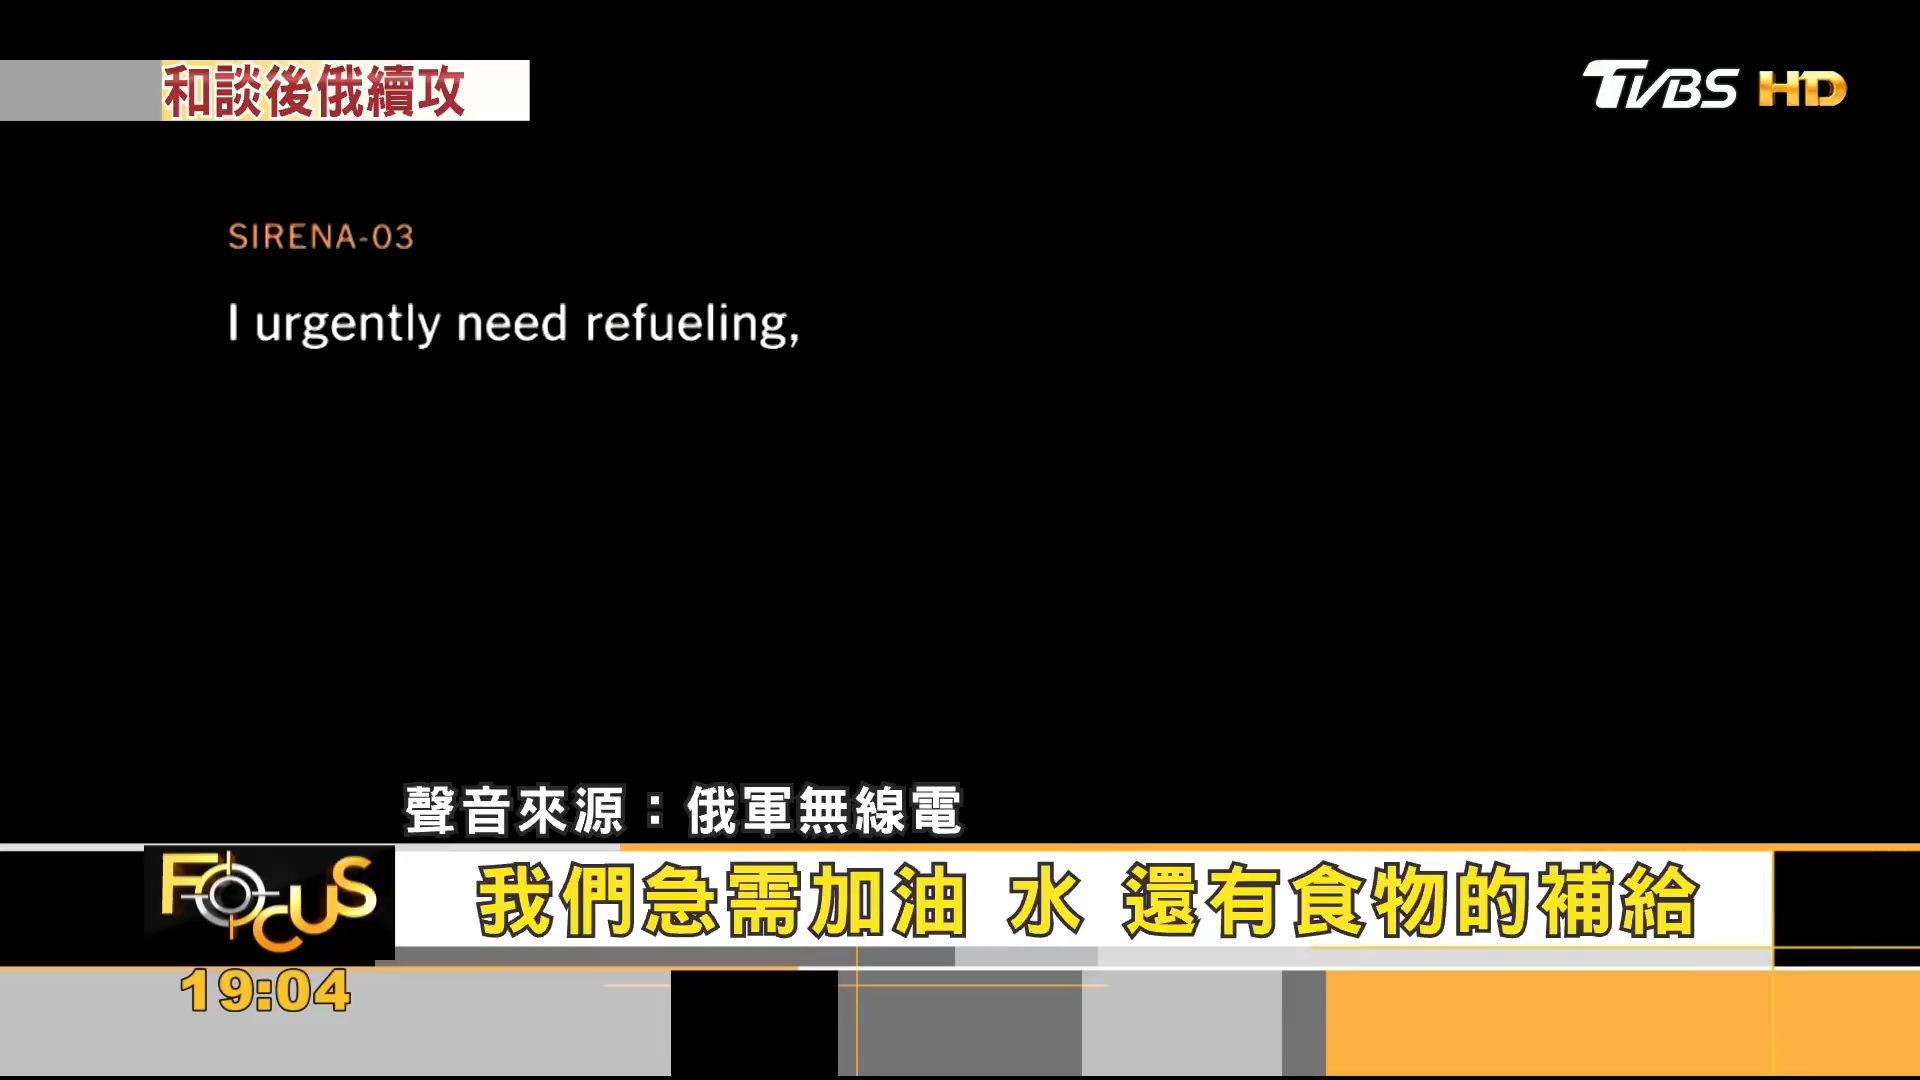 和談後俄續攻
TVBS HD
SIRENA-03
I urgently need refueling,
聲音來源：俄軍無線電
FOCUS
我們急需加油 水 還有食物的補給
19:04